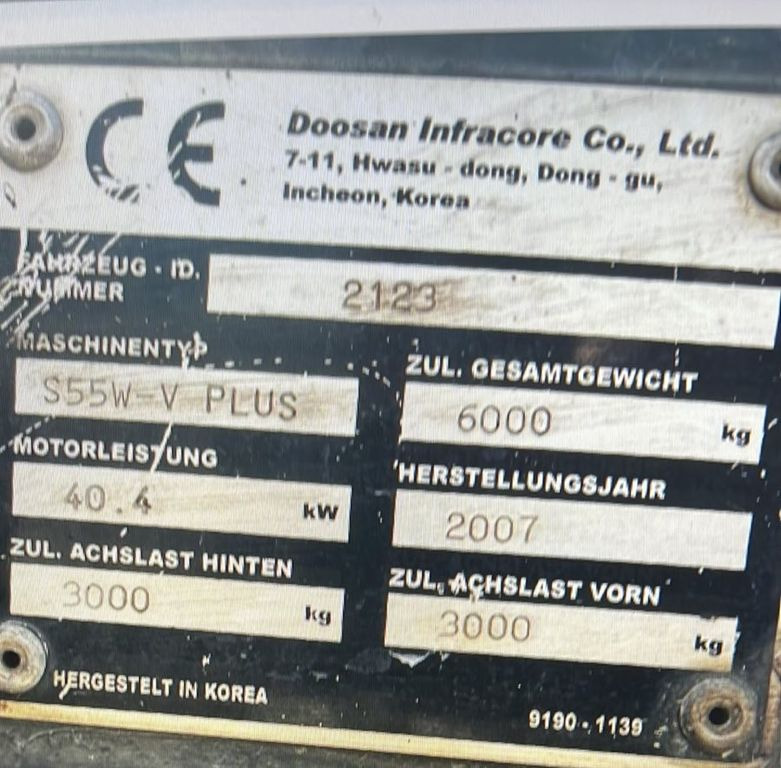 CE Doosan Infracore Co., Ltd.
7-11, Hwasu - dong, Dong - gu,
Incheon, Korea
FAHRZEUG - ID.
NUMMER
2123
MASCHINENTYP
S55W-V PLUS
ZUL. GESAMTGEWICHT
6000 kg
MOTORLEISTUNG
40.4 kW
HERSTELLUNGSJAHR
2007
ZUL. ACHSLAST HINTEN
3000 kg
ZUL. ACHSLAST VORN
3000 kg
HERGESTELT IN KOREA
9190-1139